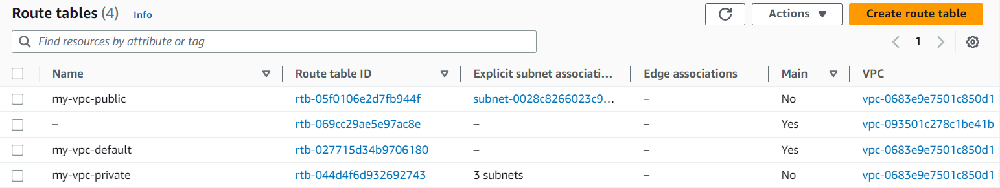 Route tables (4) Info Actions Create route table
Find resources by attribute or tag 1
Name Route table ID Explicit subnet associati... Edge associations Main VPC
my-vpc-public rtb-05f0106e2d7fb944f subnet-0028c8266023c9... – No vpc-0683e9e7501c850d1 |
– rtb-069cc29ae5e97ac8e – – Yes vpc-093501c278c1be41b
my-vpc-default rtb-027715d34b9706180 – – Yes vpc-0683e9e7501c850d1 |
my-vpc-private rtb-044d4f6d932692743 3 subnets – No vpc-0683e9e7501c850d1 |